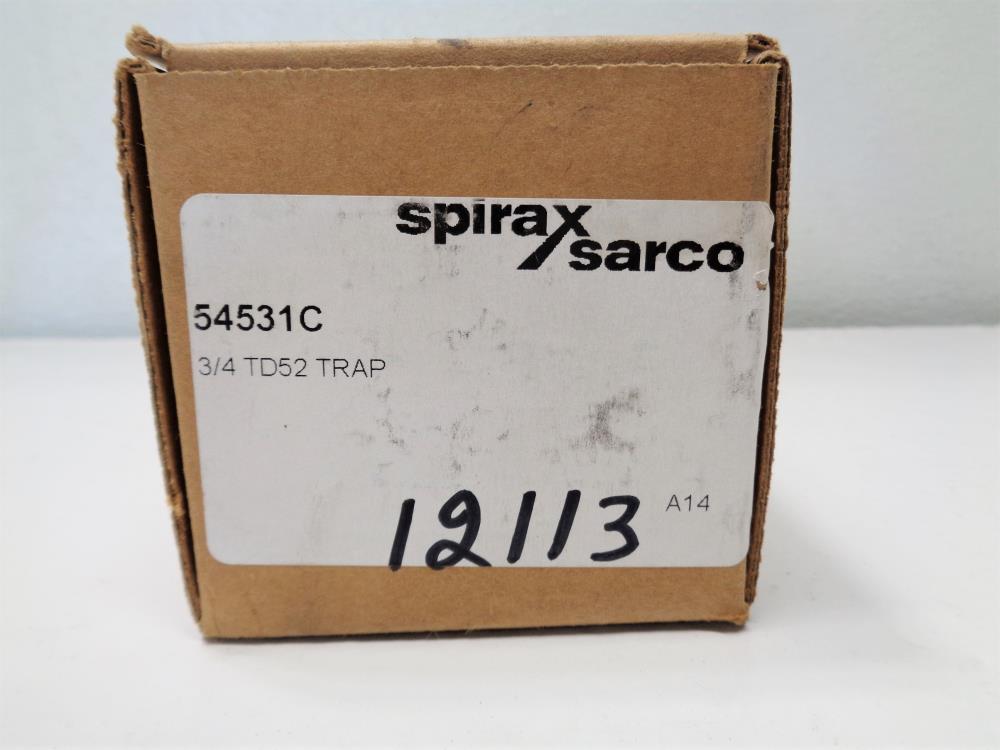 spirax
sarco
54531C
3/4 TD52 TRAP
12113
A14